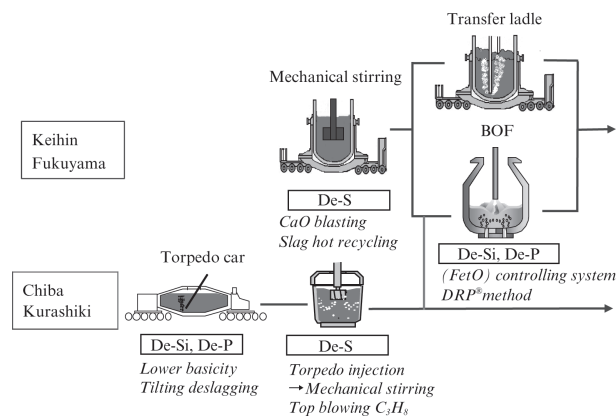 Transfer ladle
Mechanical stirring
Keihin
Fukuyama
BOF
De-S
CaO blasting
Slag hot recycling
De-Si, De-P
(FetO) controlling system
DRP® method
Torpedo car
Chiba
Kurashiki
De-Si, De-P
Lower basicity
Tilting deslagging
De-S
Torpedo injection
→Mechanical stirring
Top blowing C₃H₈